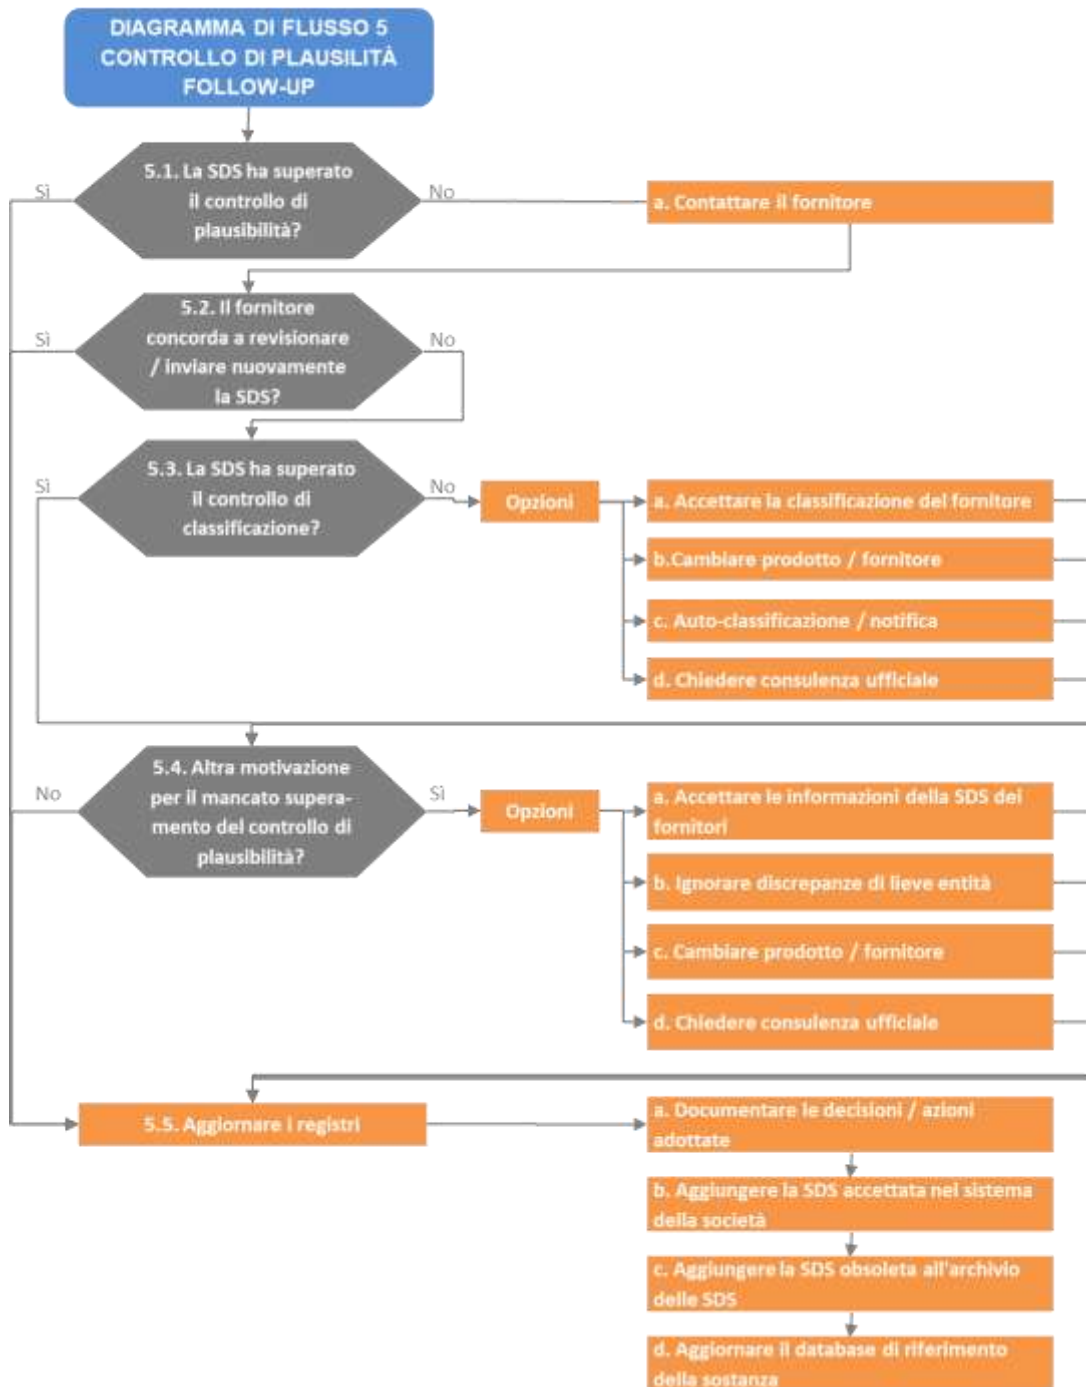 DIAGRAMMA DI FLUSSO 5
CONTROLLO DI PLAUSILITÀ
FOLLOW-UP
5.1. La SDS ha superato
il controllo di
plausibilità?
Sì
No
a. Contattare il fornitore
5.2. Il fornitore
concorda a revisionare
/ inviare nuovamente
la SDS?
Sì
No
5.3. La SDS ha superato
il controllo di
classificazione?
Sì
No
Opzioni
a. Accettare la classificazione del fornitore
b.Cambiare prodotto / fornitore
c. Auto-classificazione / notifica
d. Chiedere consulenza ufficiale
5.4. Altra motivazione
per il mancato supera-
mento del controllo di
plausibilità?
No
Sì
Opzioni
a. Accettare le informazioni della SDS dei
fornitori
b. Ignorare discrepanze di lieve entità
c. Cambiare prodotto / fornitore
d. Chiedere consulenza ufficiale
5.5. Aggiornare i registri
a. Documentare le decisioni / azioni
adottate
b. Aggiungere la SDS accettata nel sistema
della società
c. Aggiungere la SDS obsoleta all'archivio
delle SDS
d. Aggiornare il database di riferimento
della sostanza